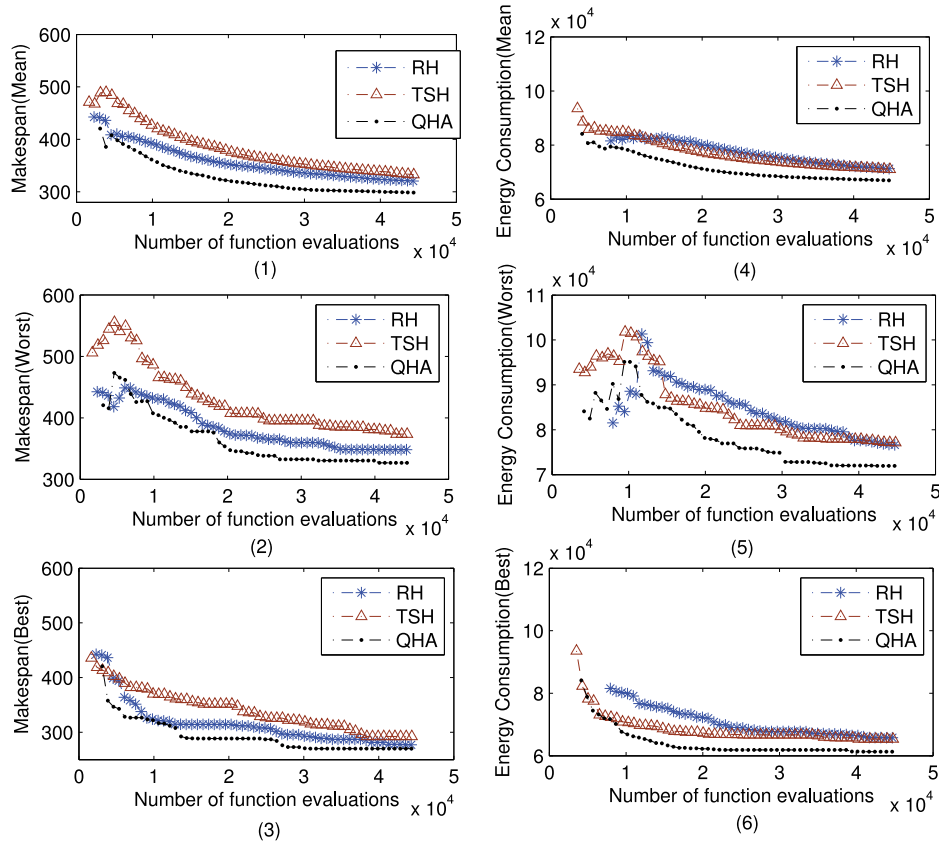 600
500
400
300
Makespan(Mean)
RH
TSH
QHA
0
1
2
3
4
5
Number of function evaluations
x 10^4
(1)
x 10^4
12
10
8
6
Energy Consumption(Mean
RH
TSH
QHA
0
1
2
3
4
5
Number of function evaluations
x 10^4
(4)
600
500
400
300
Makespan(Worst)
RH
TSH
QHA
0
1
2
3
4
5
Number of function evaluations
x 10^4
(2)
x 10^4
11
10
9
8
7
Energy Consumption(Worst)
RH
TSH
QHA
0
1
2
3
4
5
Number of function evaluations
x 10^4
(5)
600
500
400
300
Makespan(Best)
RH
TSH
QHA
0
1
2
3
4
5
Number of function evaluations
x 10^4
(3)
x 10^4
12
10
8
6
Energy Consumption(Best)
RH
TSH
QHA
0
1
2
3
4
5
Number of function evaluations
x 10^4
(6)